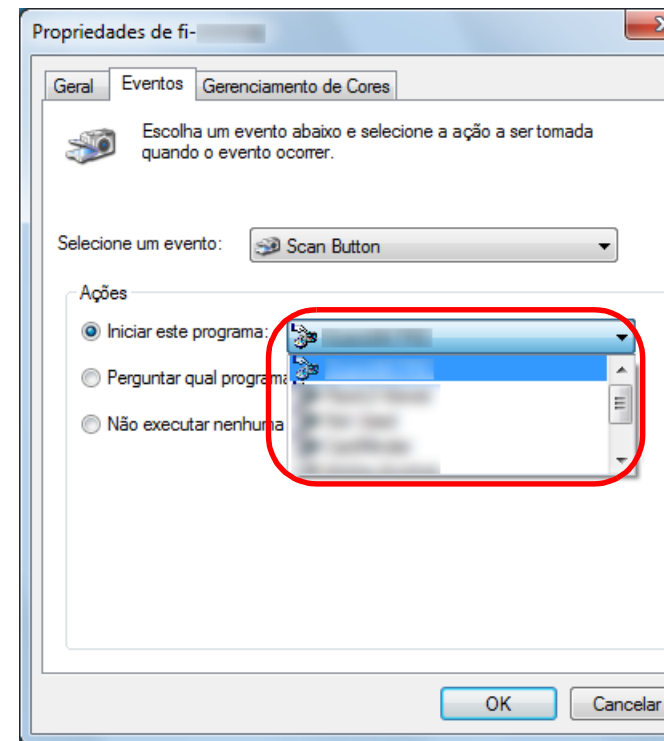 Propriedades de fi-
Geral Eventos Gerenciamento de Cores
Escolha um evento abaixo e selecione a ação a ser tomada
quando o evento ocorrer.
Selecione um evento: Scan Button
Ações
Iniciar este programa:
Perguntar qual programa
Não executar nenhuma
OK Cancelar